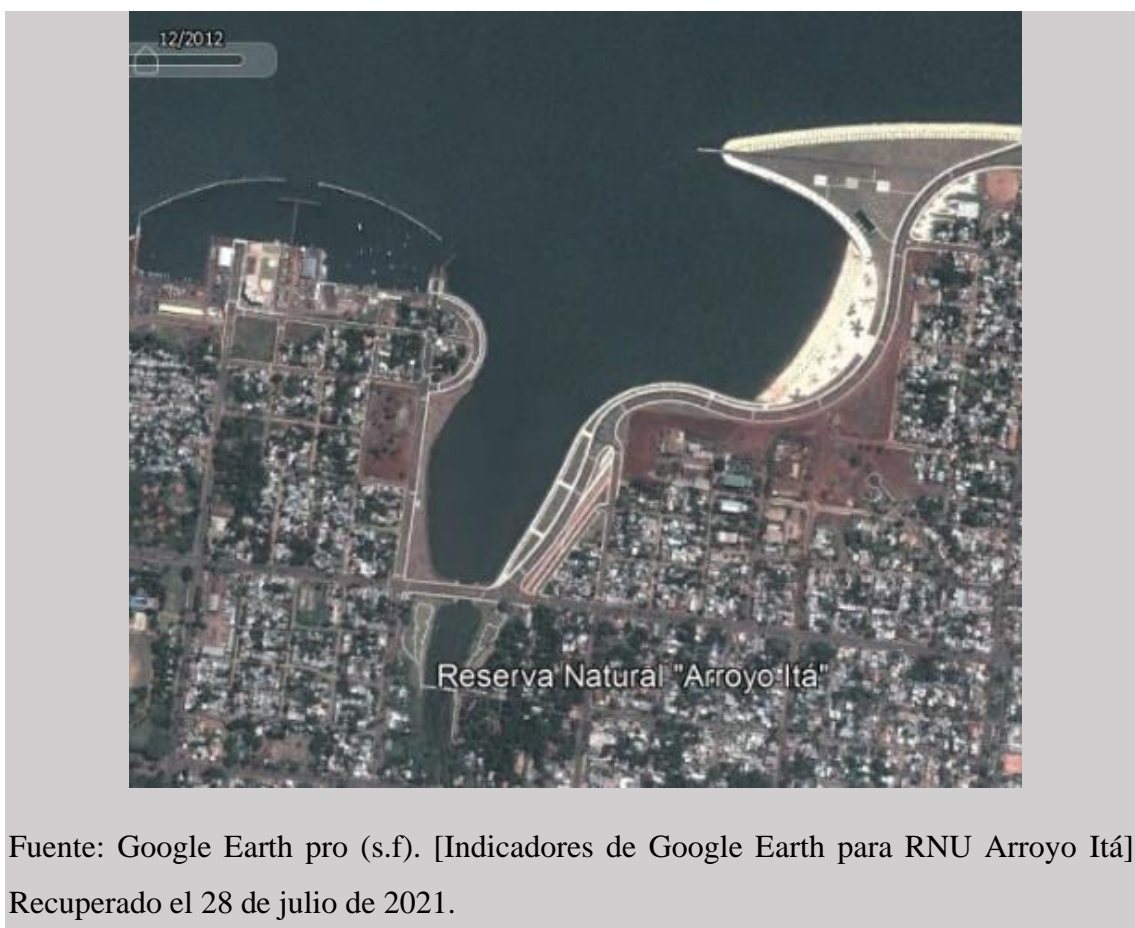 12/2012
Reserva Natural "Arroyo Itá"
Fuente: Google Earth pro (s.f). [Indicadores de Google Earth para RNU Arroyo Itá]
Recuperado el 28 de julio de 2021.